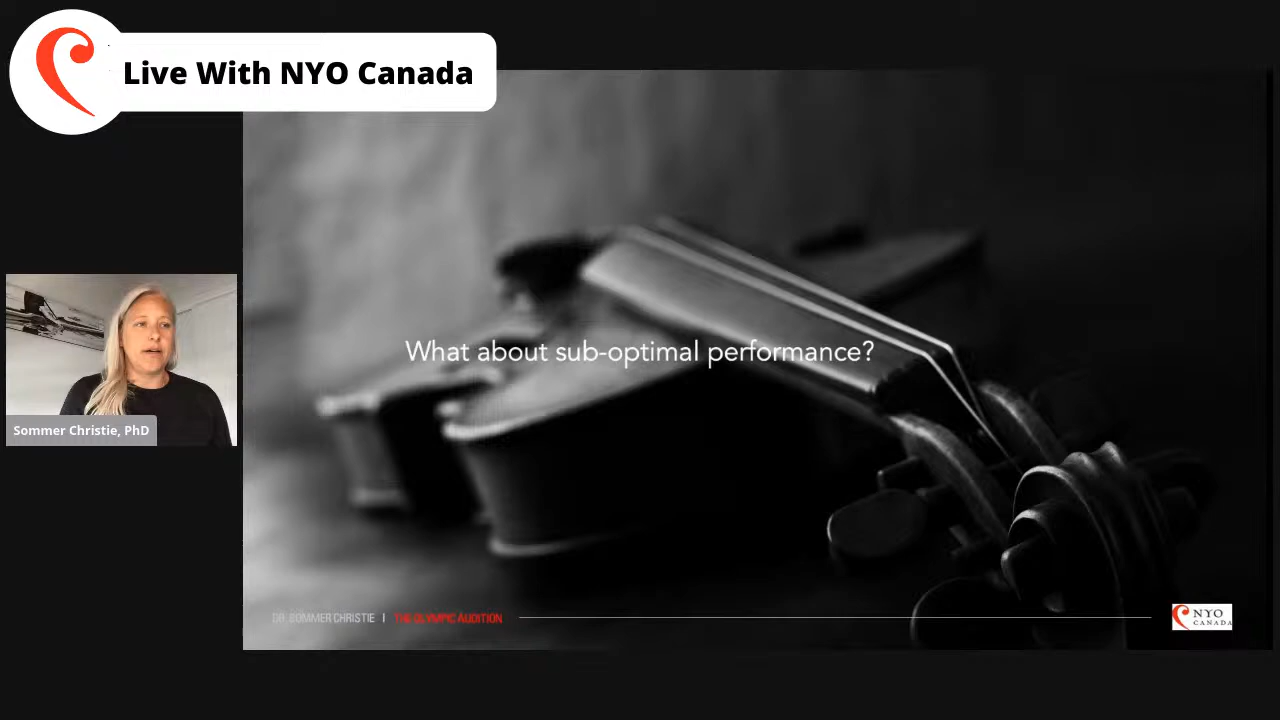 Live With NYO Canada
What about sub-optimal performance?
Sommer Christie, PhD
DR. SOMMER CHRISTIE | THE OLYMPIC AUDITION
NYO
CANADA